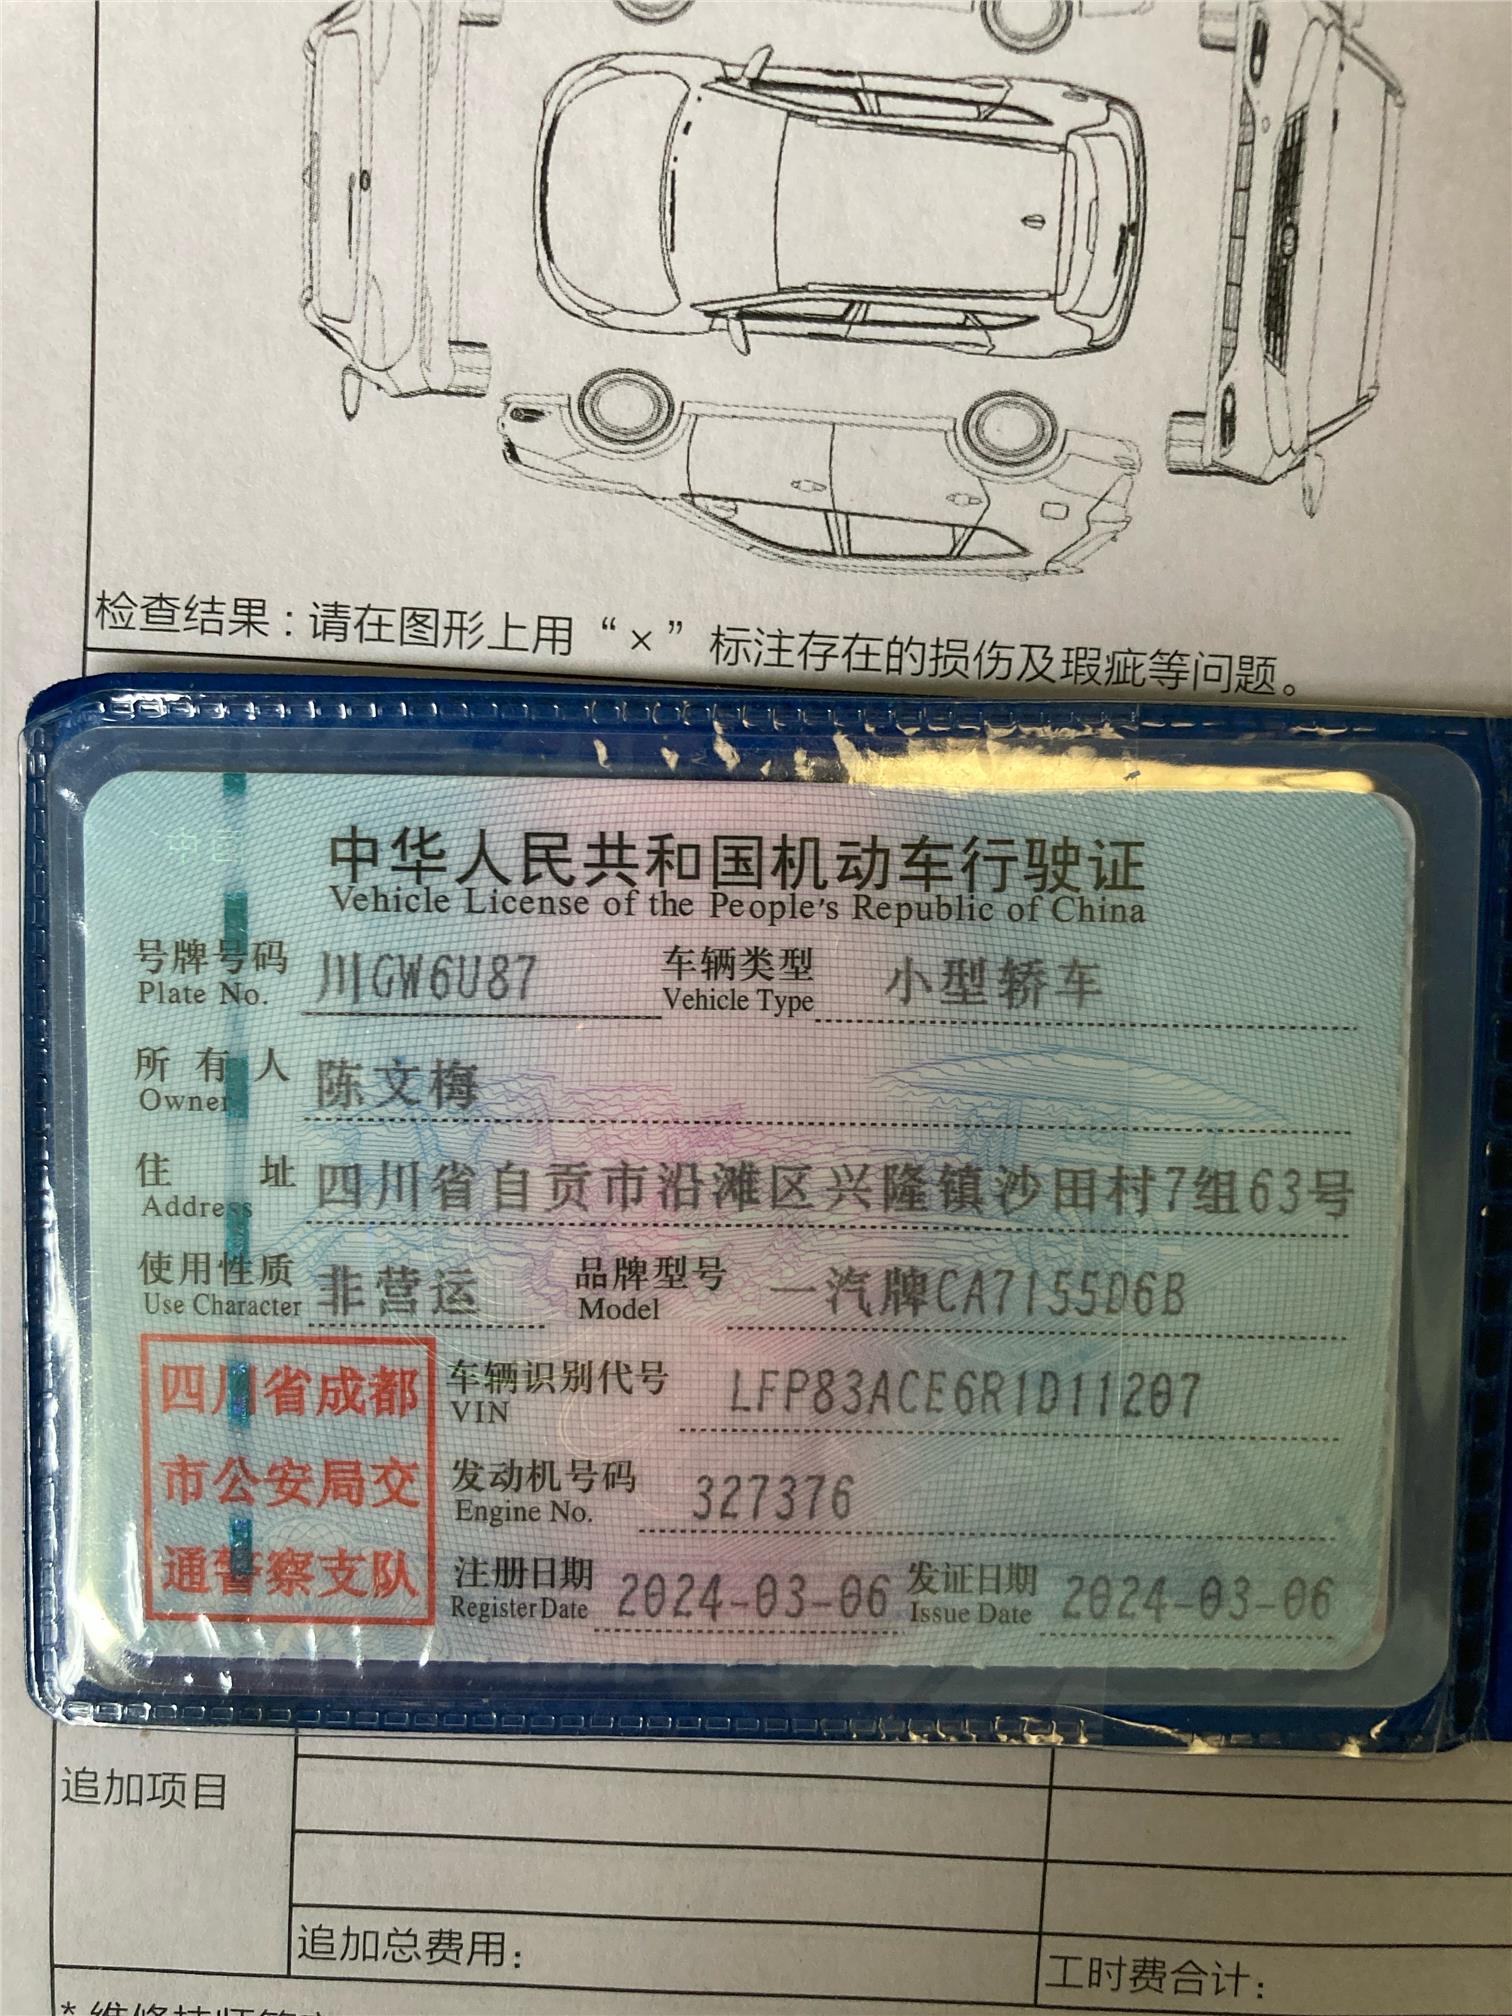 检查结果：请在图形上用“×”标注存在的损伤及瑕疵等问题。
中华人民共和国机动车行驶证
Vehicle License of the People's Republic of China
号牌号码 川GW6U87 车辆类型 小型轿车
Plate No. Vehicle Type
所有人 陈文梅
Owner
住址 四川省自贡市沿滩区兴隆镇沙田村7组63号
Address
使用性质 非营运 品牌型号 一汽牌CA7155D6B
Use Character Model
四川省成都
市公安局交
通警察支队
车辆识别代号 LFP83ACE6R1D11207
VIN
发动机号码 327376
Engine No.
注册日期 2024-03-06 发证日期 2024-03-06
Register Date Issue Date
追加项目
追加总费用：
工时费合计：